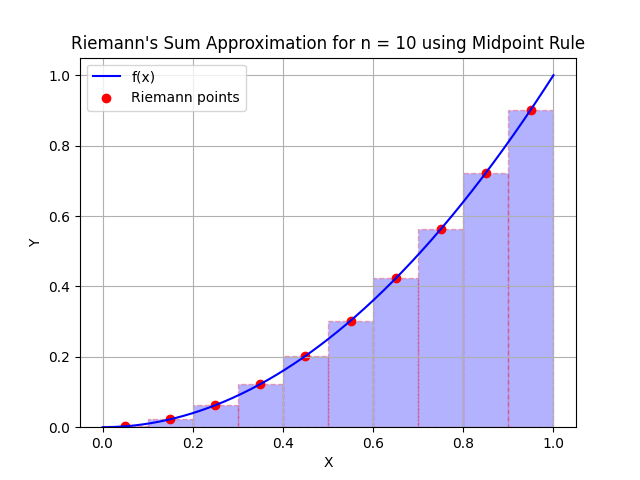 Riemann's Sum Approximation for n = 10 using Midpoint Rule
f(x)
Riemann points
1.0
0.8
0.6
0.4
0.2
0.0
Y
0.0 0.2 0.4 0.6 0.8 1.0
X